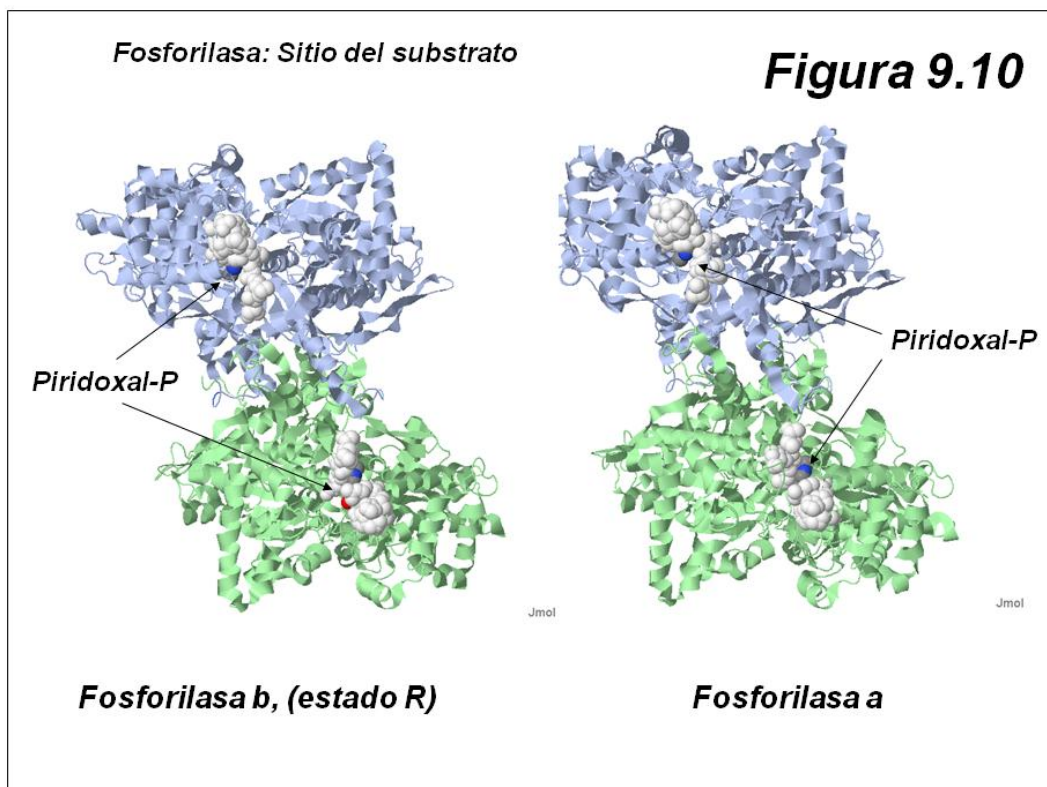 Fosforilasa: Sitio del substrato
Figura 9.10
Piridoxal-P
Piridoxal-P
Jmol
Jmol
Fosforilasa b, (estado R)
Fosforilasa a